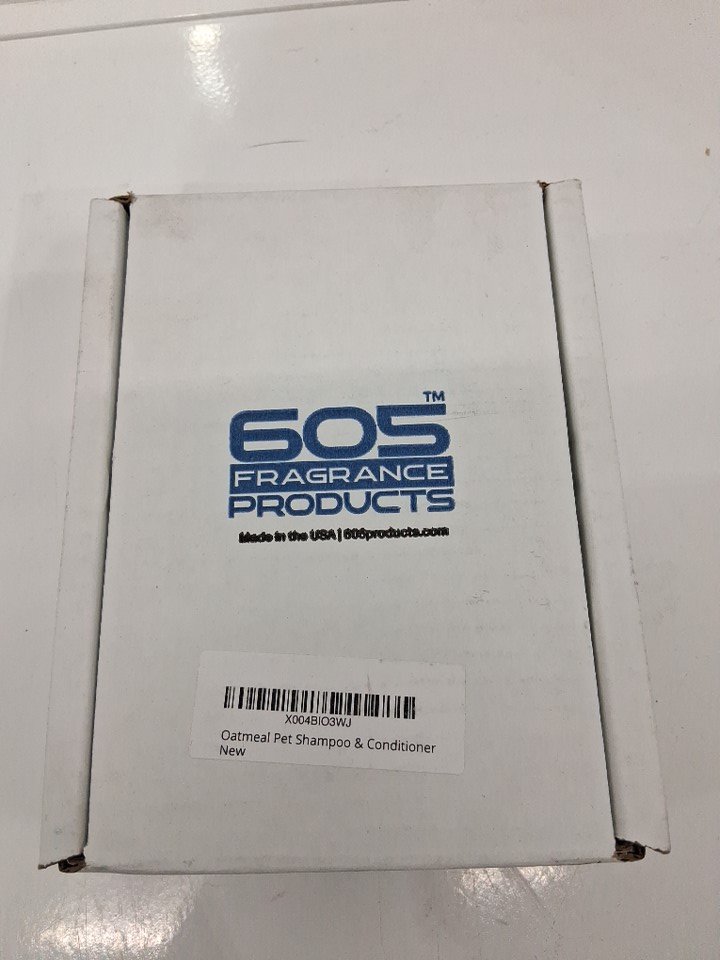 605™
FRAGRANCE
PRODUCTS
Made in the USA | 605products.com
X004BIO3WJ
Oatmeal Pet Shampoo & Conditioner
New